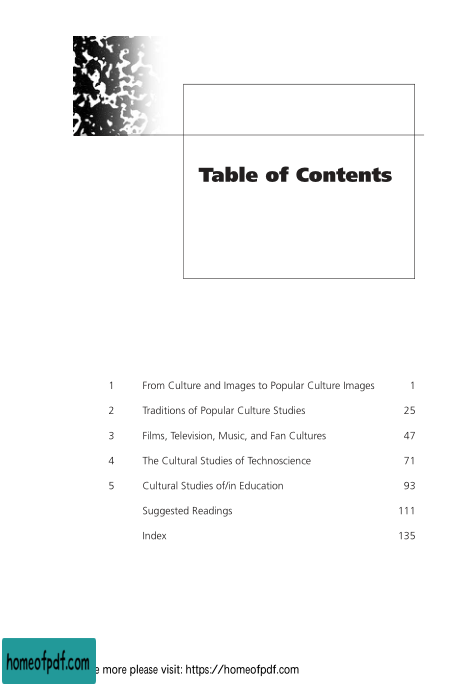 Table of Contents
1 From Culture and Images to Popular Culture Images 1
2 Traditions of Popular Culture Studies 25
3 Films, Television, Music, and Fan Cultures 47
4 The Cultural Studies of Technoscience 71
5 Cultural Studies of/in Education 93
Suggested Readings 111
Index 135
homeofpdf.com
more please visit: https://homeofpdf.com